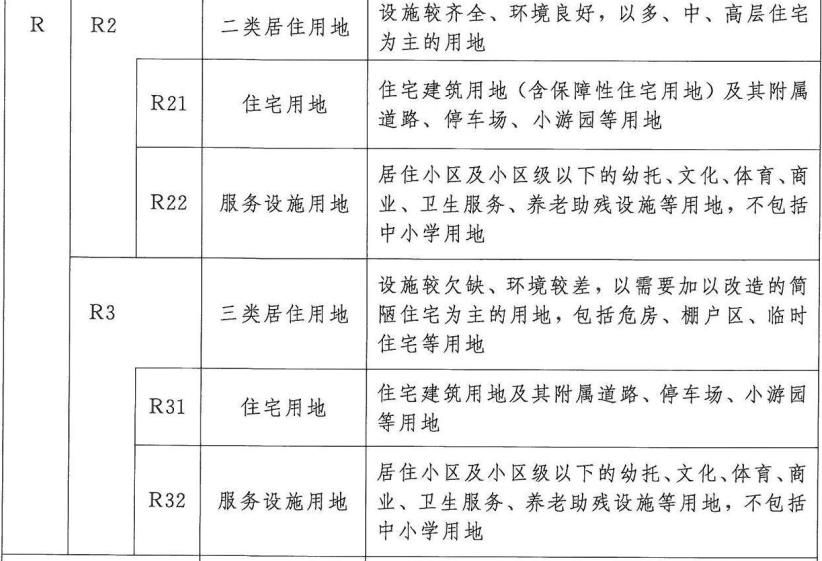 R R2 二类居住用地 设施较齐全、环境良好，以多、中、高层住宅
为主的用地
R21 住宅用地 住宅建筑用地（含保障性住宅用地）及其附属
道路、停车场、小游园等用地
居住小区及小区级以下的幼托、文化、体育、商
R22 服务设施用地 业、卫生服务、养老助残设施等用地，不包括
中小学用地
设施较欠缺、环境较差，以需要加以改造的简
R3 三类居住用地 陋住宅为主的用地，包括危房、棚户区、临时
住宅等用地
R31 住宅用地 住宅建筑用地及其附属道路、停车场、小游园
等用地
居住小区及小区级以下的幼托、文化、体育、商
R32 服务设施用地 业、卫生服务、养老助残设施等用地，不包括
中小学用地